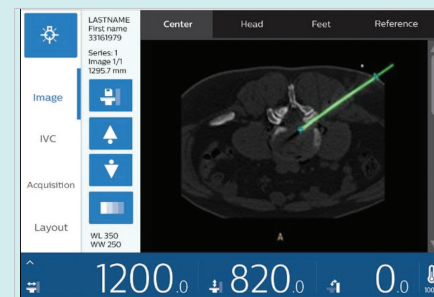 LASTNAME
First name
33161979
Series: 1
Image 1/1
1295.7 mm
Center Head Feet Reference
Image
IVC
Acquisition
Layout
WL 350
WW 250
A
1200.0 820.0 0.0
100